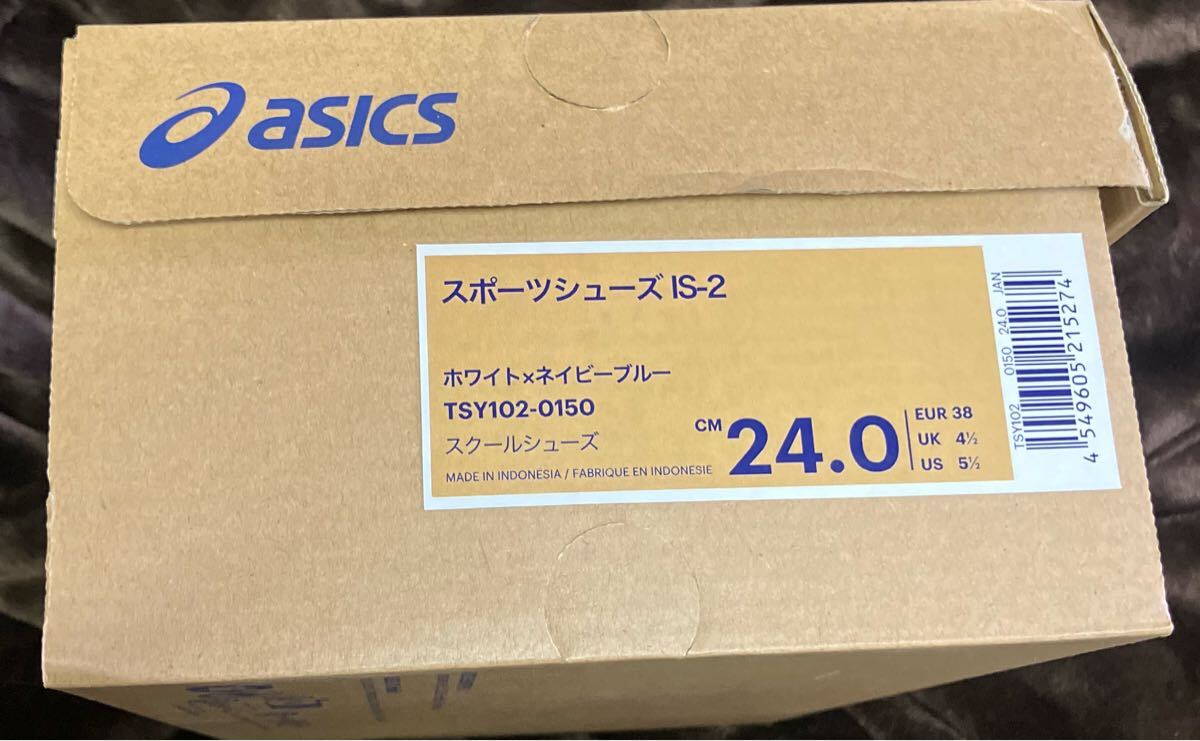 asics
スポーツシューズ IS-2
ホワイト×ネイビーブルー
TSY102-0150
スクールシューズ
MADE IN INDONESIA / FABRIQUE EN INDONESIE
CM 24.0
EUR 38
UK 4½
US 5½
TSY102 0150 24.0 JAN
4 549605 215274